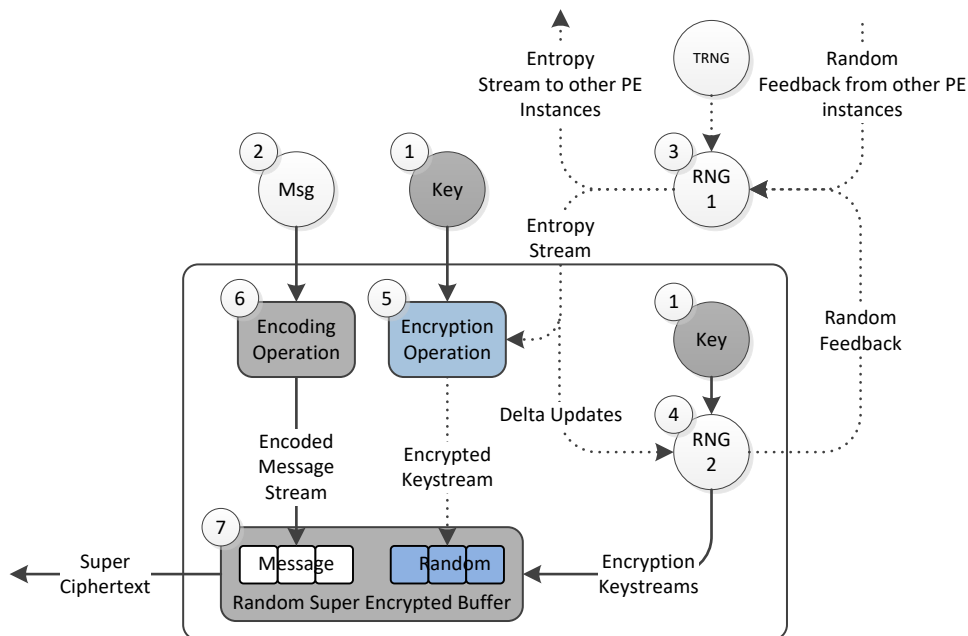 Entropy
Stream to other PE
Instances
TRNG
Random
Feedback from other PE
instances
2
Msg
1
Key
3
RNG
1
Entropy
Stream
6
Encoding
Operation
5
Encryption
Operation
1
Key
Random
Feedback
Delta Updates
4
RNG
2
Encoded
Message
Stream
Encrypted
Keystream
7
Message
Random
Random Super Encrypted Buffer
Super
Ciphertext
Encryption
Keystreams